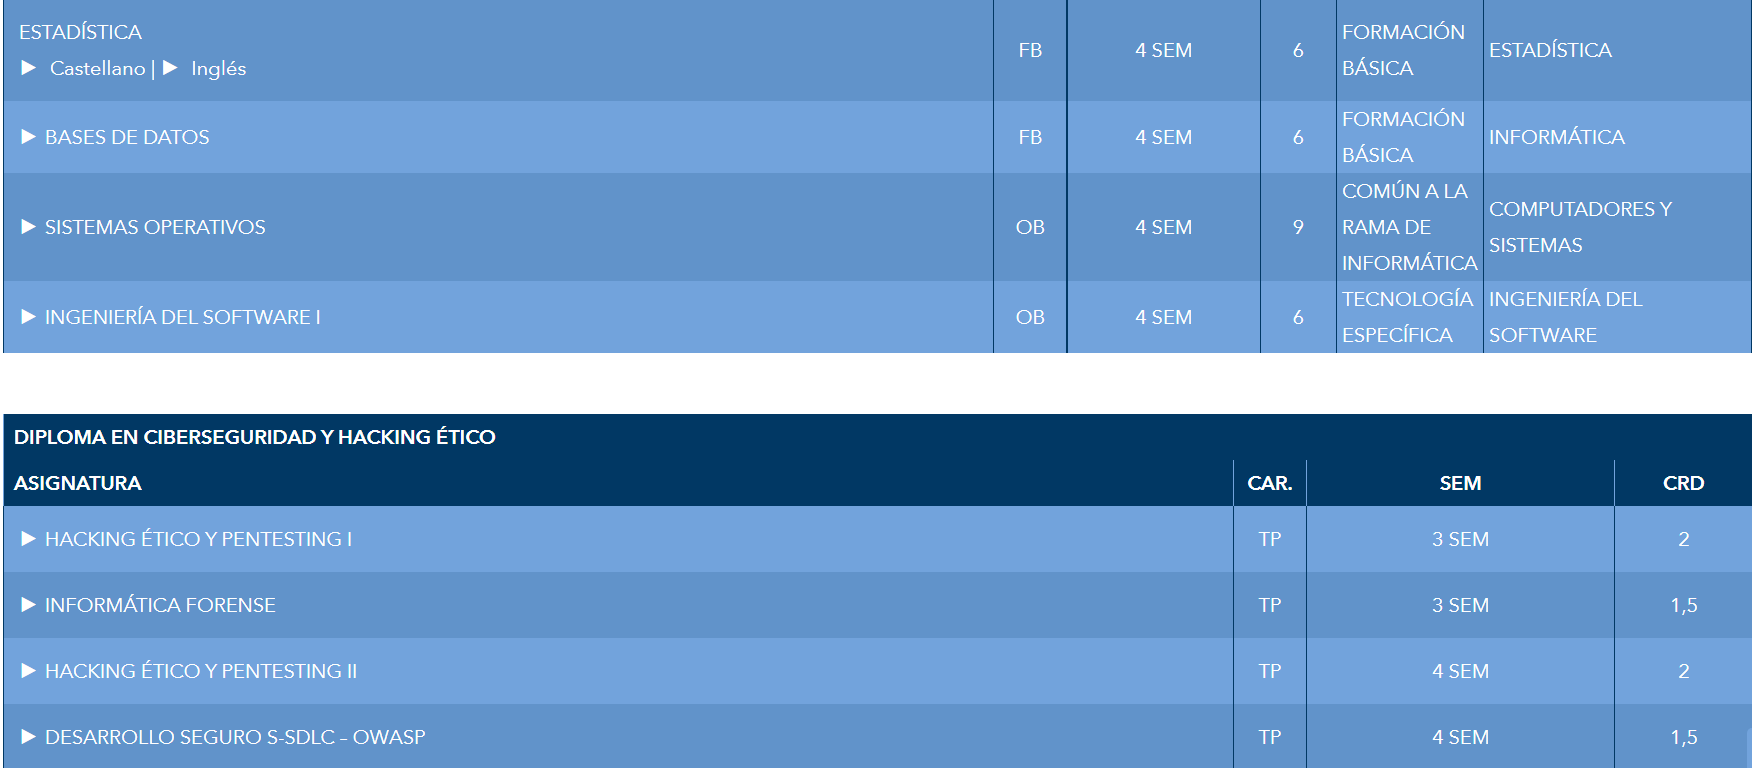 ESTADÍSTICA
► Castellano | ► Inglés
FB
4 SEM
6
FORMACIÓN
BÁSICA
ESTADÍSTICA
► BASES DE DATOS
FB
4 SEM
6
FORMACIÓN
BÁSICA
INFORMÁTICA
► SISTEMAS OPERATIVOS
OB
4 SEM
9
COMÚN A LA
RAMA DE
INFORMÁTICA
COMPUTADORES Y
SISTEMAS
► INGENIERÍA DEL SOFTWARE I
OB
4 SEM
6
TECNOLOGÍA
ESPECÍFICA
INGENIERÍA DEL
SOFTWARE
DIPLOMA EN CIBERSEGURIDAD Y HACKING ÉTICO
ASIGNATURA CAR. SEM CRD
► HACKING ÉTICO Y PENTESTING I TP 3 SEM 2
► INFORMÁTICA FORENSE TP 3 SEM 1,5
► HACKING ÉTICO Y PENTESTING II TP 4 SEM 2
► DESARROLLO SEGURO S-SDLC – OWASP TP 4 SEM 1,5